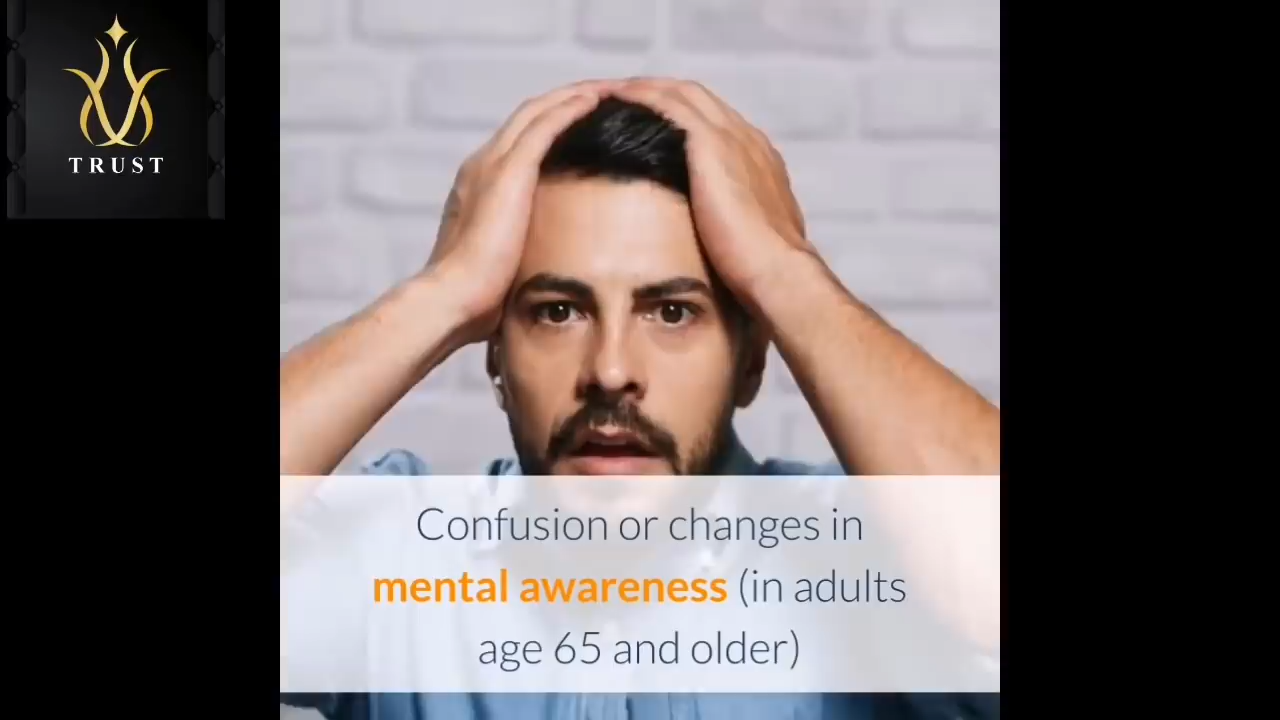 TRUST
Confusion or changes in
mental awareness (in adults
age 65 and older)